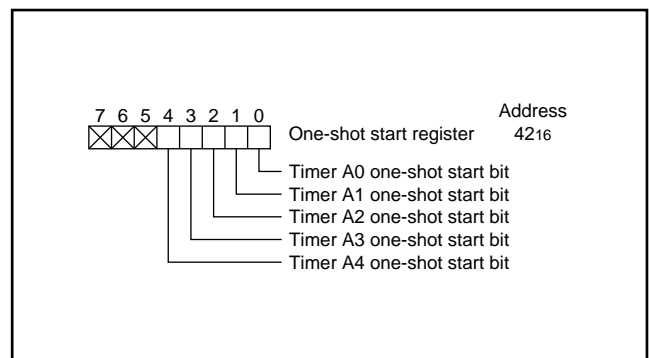 7 6 5 4 3 2 1 0
Address
One-shot start register 4216
Timer A0 one-shot start bit
Timer A1 one-shot start bit
Timer A2 one-shot start bit
Timer A3 one-shot start bit
Timer A4 one-shot start bit